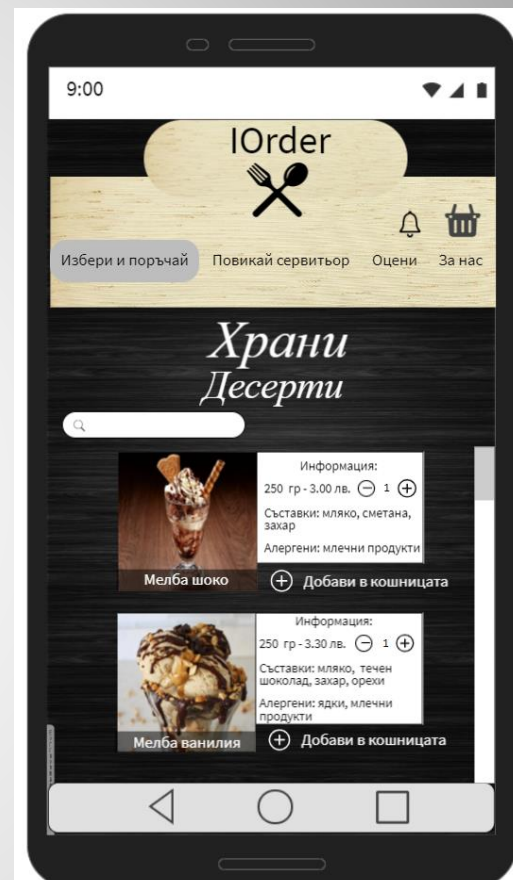 9:00
IOrder
Избери и поръчай Повикай сервитьор Оцени За нас
Храни
Десерти
Информация:
250 гр - 3.00 лв. 1
Съставки: мляко, сметана,
захар
Алергени: млечни продукти
Мелба шоко
Добави в кошницата
Информация:
250 гр - 3.30 лв. 1
Съставки: мляко, течен
шоколад, захар, орехи
Алергени: ядки, млечни
продукти
Мелба ванилия
Добави в кошницата